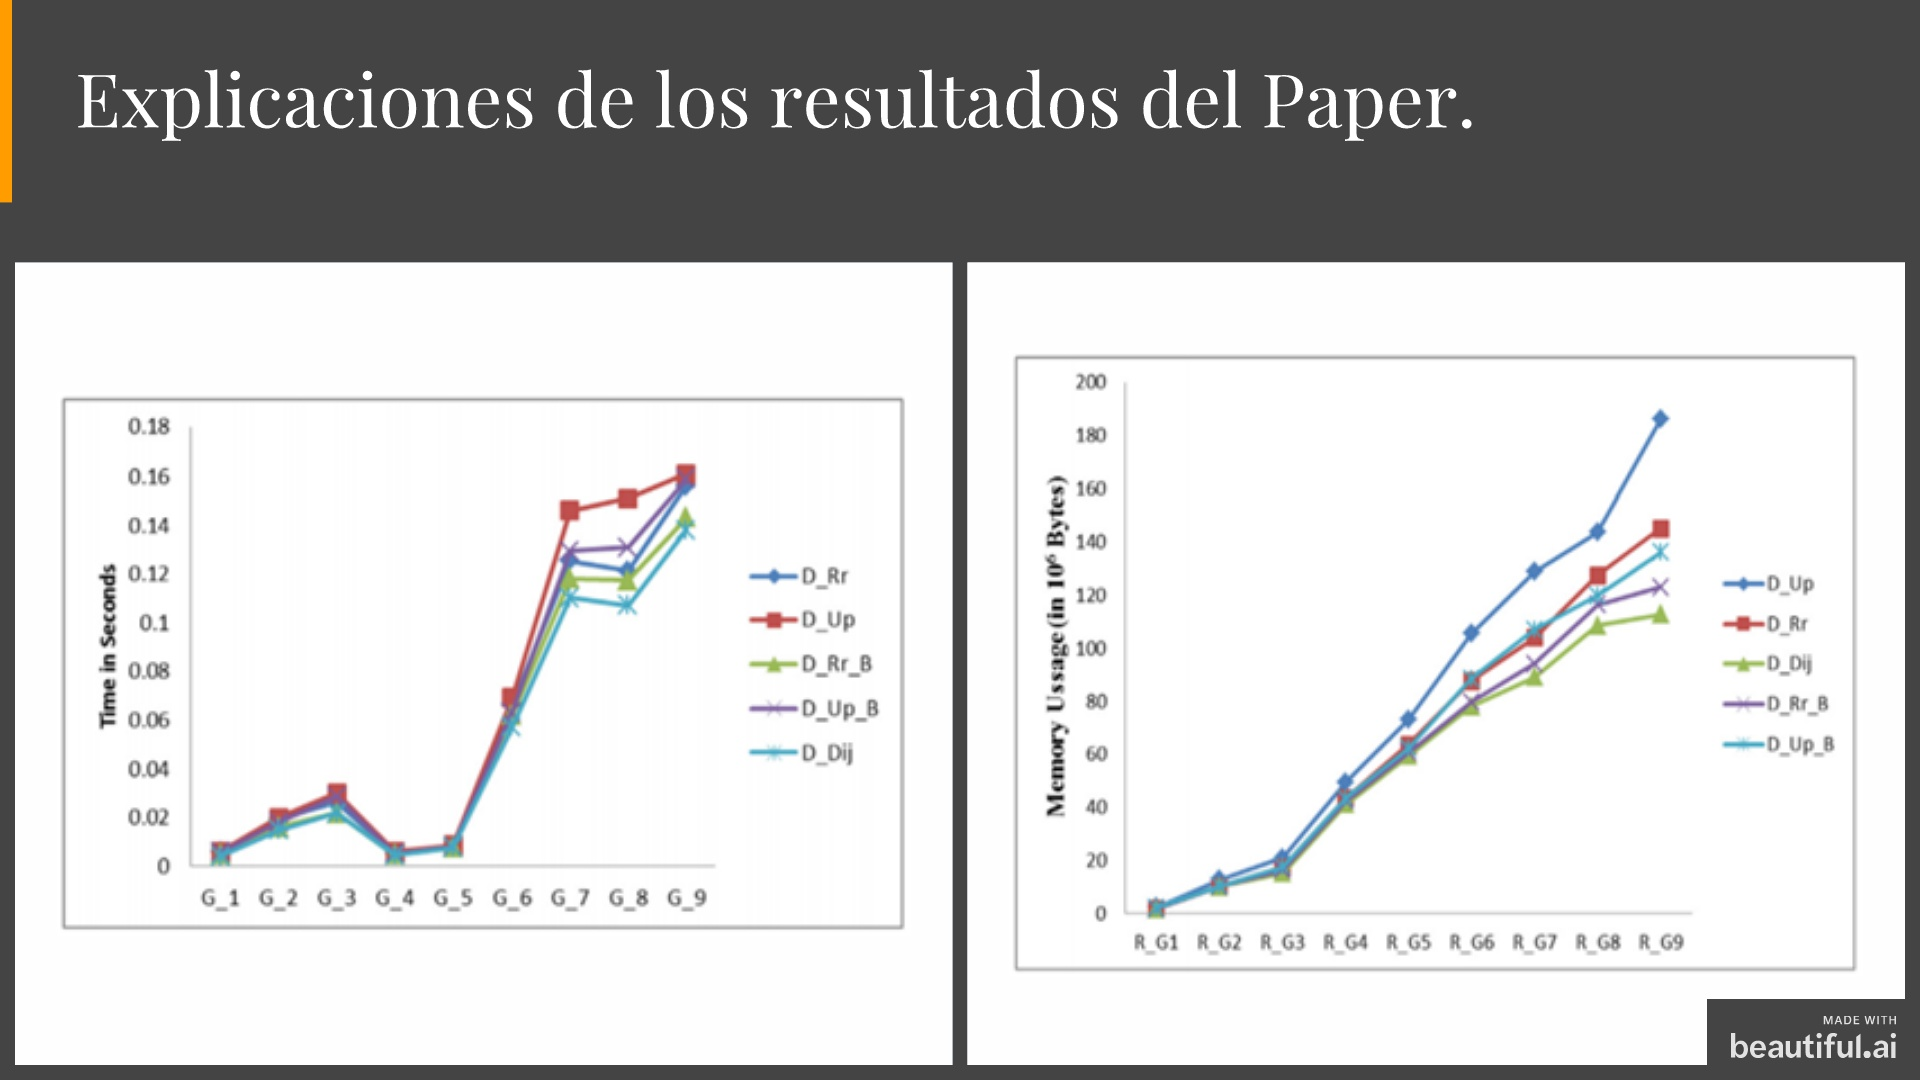 Explicaciones de los resultados del Paper.
Time in Seconds
0.18
0.16
0.14
0.12
0.1
0.08
0.06
0.04
0.02
0
G_1 G_2 G_3 G_4 G_5 G_6 G_7 G_8 G_9
D_Rr
D_Up
D_Rr_B
D_Up_B
D_Dij
Memory Ussage(in 10⁶ Bytes)
200
180
160
140
120
100
80
60
40
20
0
R_G1 R_G2 R_G3 R_G4 R_G5 R_G6 R_G7 R_G8 R_G9
D_Up
D_Rr
D_Dij
D_Rr_B
D_Up_B
MADE WITH
beautiful.ai